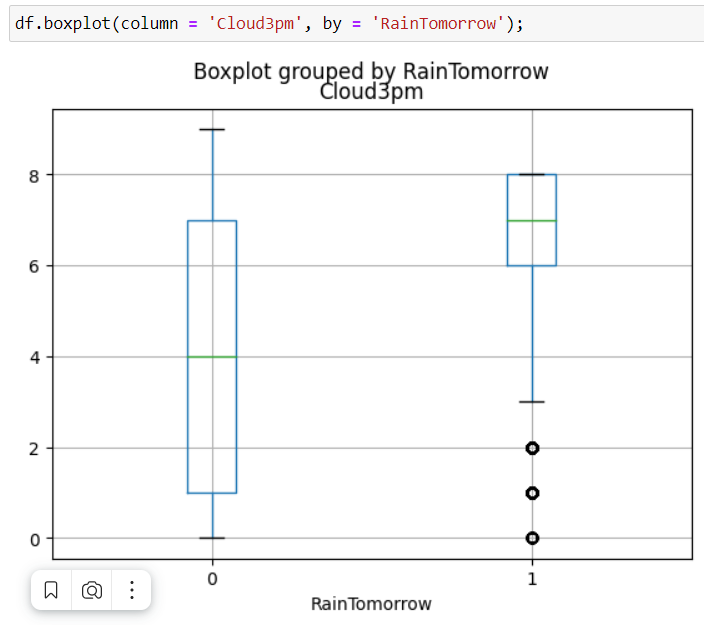 df.boxplot(column = 'Cloud3pm', by = 'RainTomorrow');
Boxplot grouped by RainTomorrow
Cloud3pm
8
6
4
2
0
0 1
RainTomorrow